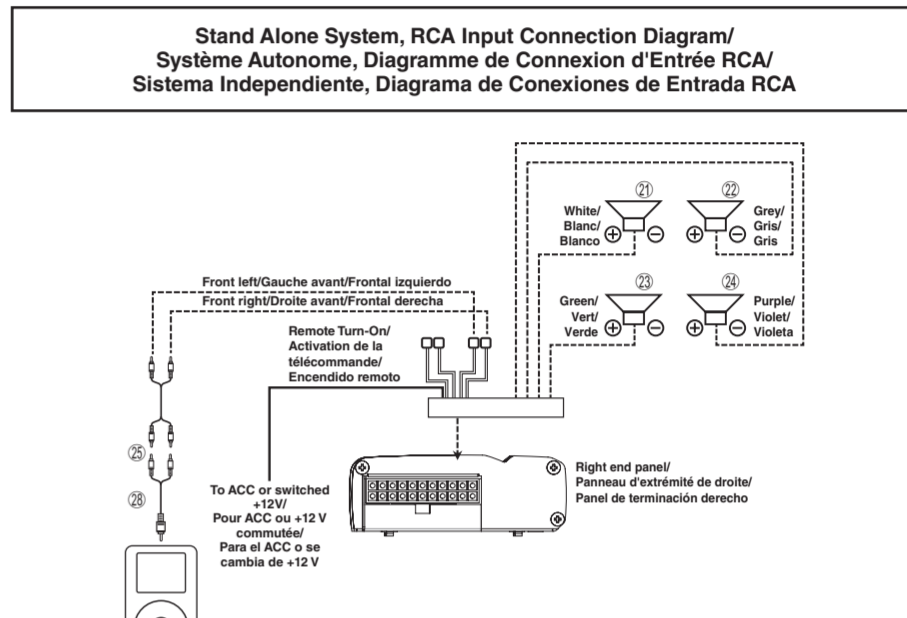 Stand Alone System, RCA Input Connection Diagram/
Système Autonome, Diagramme de Connexion d'Entrée RCA/
Sistema Independiente, Diagrama de Conexiones de Entrada RCA
㉑
㉒
White/
Blanc/
Blanco
Grey/
Gris/
Gris
㉓
㉔
Green/
Vert/
Verde
Purple/
Violet/
Violeta
Front left/Gauche avant/Frontal izquierdo
Front right/Droite avant/Frontal derecha
Remote Turn-On/
Activation de la
télécommande/
Encendido remoto
㉕
㉘
To ACC or switched
+12V/
Pour ACC ou +12 V
commutée/
Para el ACC o se
cambia de +12 V
Right end panel/
Panneau d'extrémité de droite/
Panel de terminación derecho